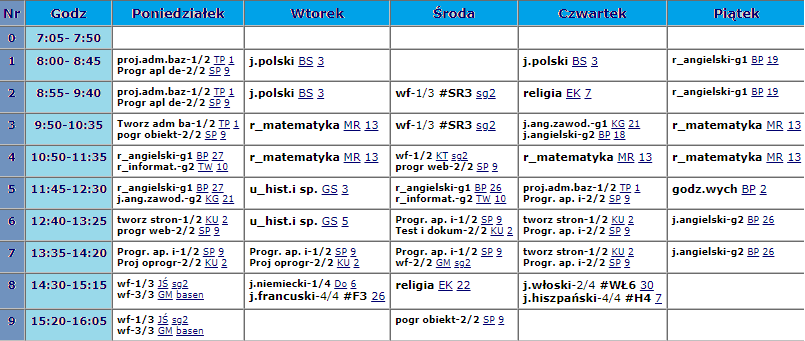 Nr Godz Poniedziałek Wtorek Środa Czwartek Piątek
0 7:05- 7:50
1 8:00- 8:45 proj.adm.baz-1/2 TP 1 j.polski BS 3 j.polski BS 3 r_angielski-g1 BP 19
Progr apl de-2/2 SP 9
2 8:55- 9:40 proj.adm.baz-1/2 TP 1 j.polski BS 3 wf-1/3 #SR3 sg2 religia EK 7 r_angielski-g1 BP 19
Progr apl de-2/2 SP 9
3 9:50-10:35 Tworz adm ba-1/2 TP 1 r_matematyka MR 13 wf-1/3 #SR3 sg2 j.ang.zawod.-g1 KG 21 r_matematyka MR 13
pogr obiekt-2/2 SP 9 j.angielski-g2 BP 18
4 10:50-11:35 r_angielski-g1 BP 27 r_matematyka MR 13 wf-1/2 KT sg2 r_matematyka MR 13 r_matematyka MR 13
r_informat.-g2 TW 10 progr web-2/2 SP 9
5 11:45-12:30 r_angielski-g1 BP 27 u_hist.i sp. GS 3 r_angielski-g1 BP 26 proj.adm.baz-1/2 TP 1 godz.wych BP 2
j.ang.zawod.-g2 KG 21 r_informat.-g2 TW 10 Progr. ap. i-2/2 SP 9
6 12:40-13:25 tworz stron-1/2 KU 2 u_hist.i sp. GS 5 Progr. ap. i-1/2 SP 9 tworz stron-1/2 KU 2 j.angielski-g2 BP 26
progr web-2/2 SP 9 Test i dokum-2/2 KU 2 Progr. ap. i-2/2 SP 9
7 13:35-14:20 Progr. ap. i-1/2 SP 9 Progr. ap. i-1/2 SP 9 Progr. ap. i-1/2 SP 9 tworz stron-1/2 KU 2 j.angielski-g2 BP 26
Proj oprogr-2/2 KU 2 Proj oprogr-2/2 KU 2 wf-2/2 GM sg2 Progr. ap. i-2/2 SP 9
8 14:30-15:15 wf-1/3 JŚ sg2 j.niemiecki-1/4 Do 6 religia EK 22 j.włoski-2/4 #WŁ6 30
wf-3/3 GM basen j.francuski-4/4 #F3 26 j.hiszpański-4/4 #H4 7
9 15:20-16:05 wf-1/3 JŚ sg2 pogr obiekt-2/2 SP 9
wf-3/3 GM basen